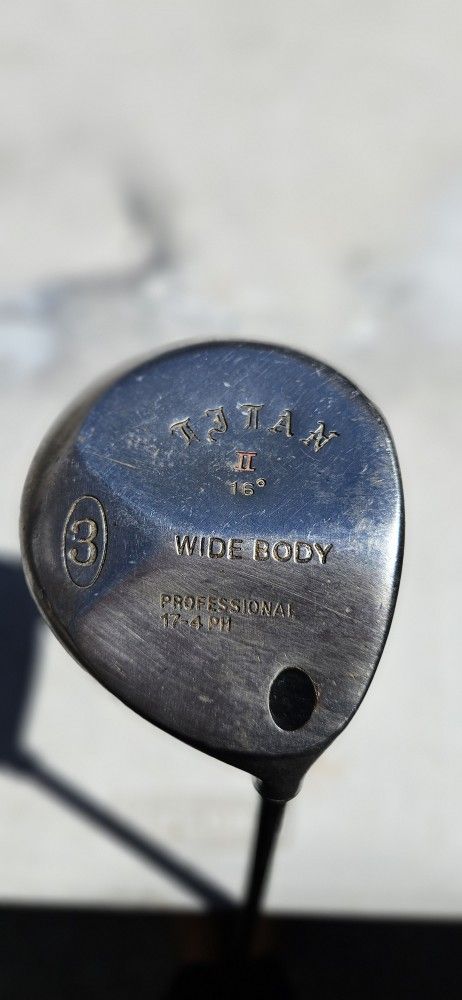 TITAN
II
16°
3
WIDE BODY
PROFESSIONAL
17-4 PH